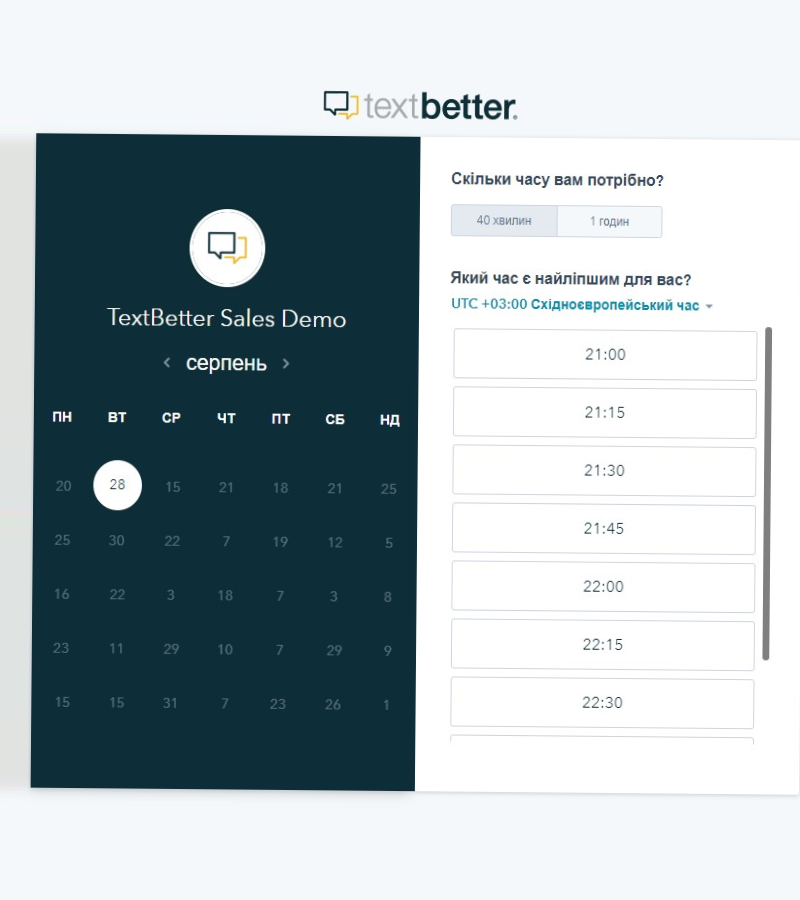 textbetter.
TextBetter Sales Demo
серпень
ПН ВТ СР ЧТ ПТ СБ НД
20 28 15 21 18 21 25
25 30 22 7 19 12 5
16 22 3 18 7 3 8
23 11 29 10 7 29 9
15 15 31 7 23 26 1
Скільки часу вам потрібно?
40 хвилин 1 годин
Який час є найліпшим для вас?
UTC +03:00 Східноєвропейський час
21:00
21:15
21:30
21:45
22:00
22:15
22:30